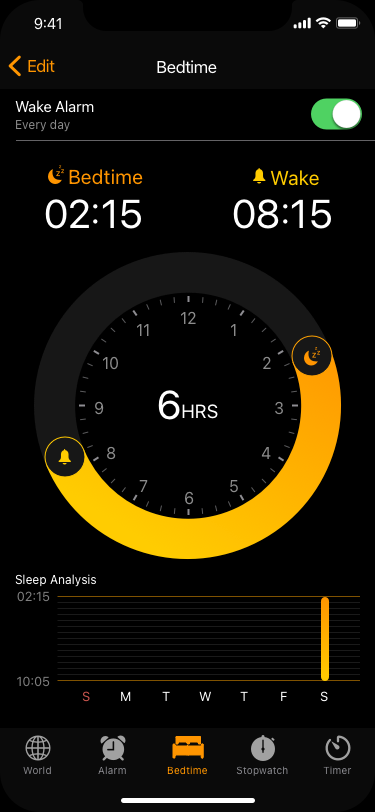 9:41
Edit
Bedtime
Wake Alarm
Every day
zzz Bedtime
Wake
02:15
08:15
12
11
1
10
2
zzz
9
6HRS
3
8
4
7
5
6
Sleep Analysis
02:15
10:05
S M T W T F S
World Alarm Bedtime Stopwatch Timer